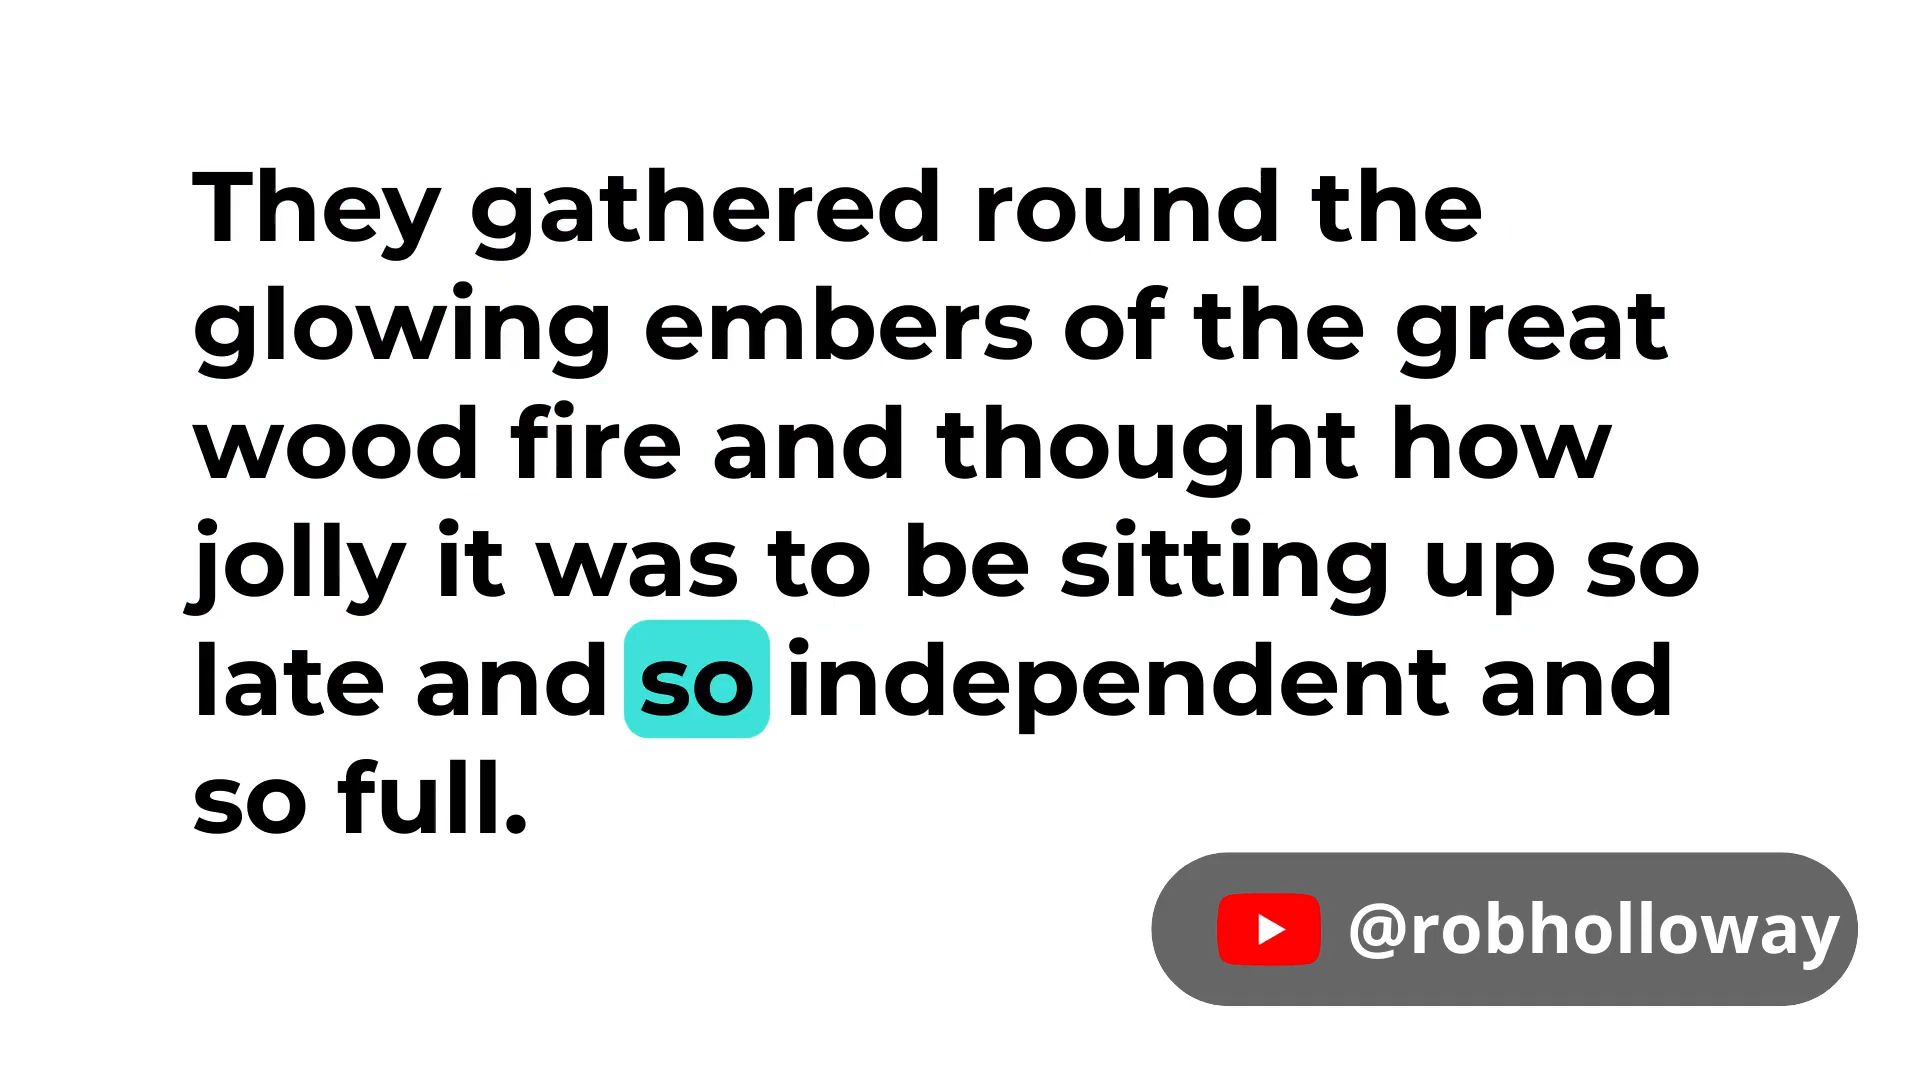 They gathered round the
glowing embers of the great
wood fire and thought how
jolly it was to be sitting up so
late and so independent and
so full.
@robholloway